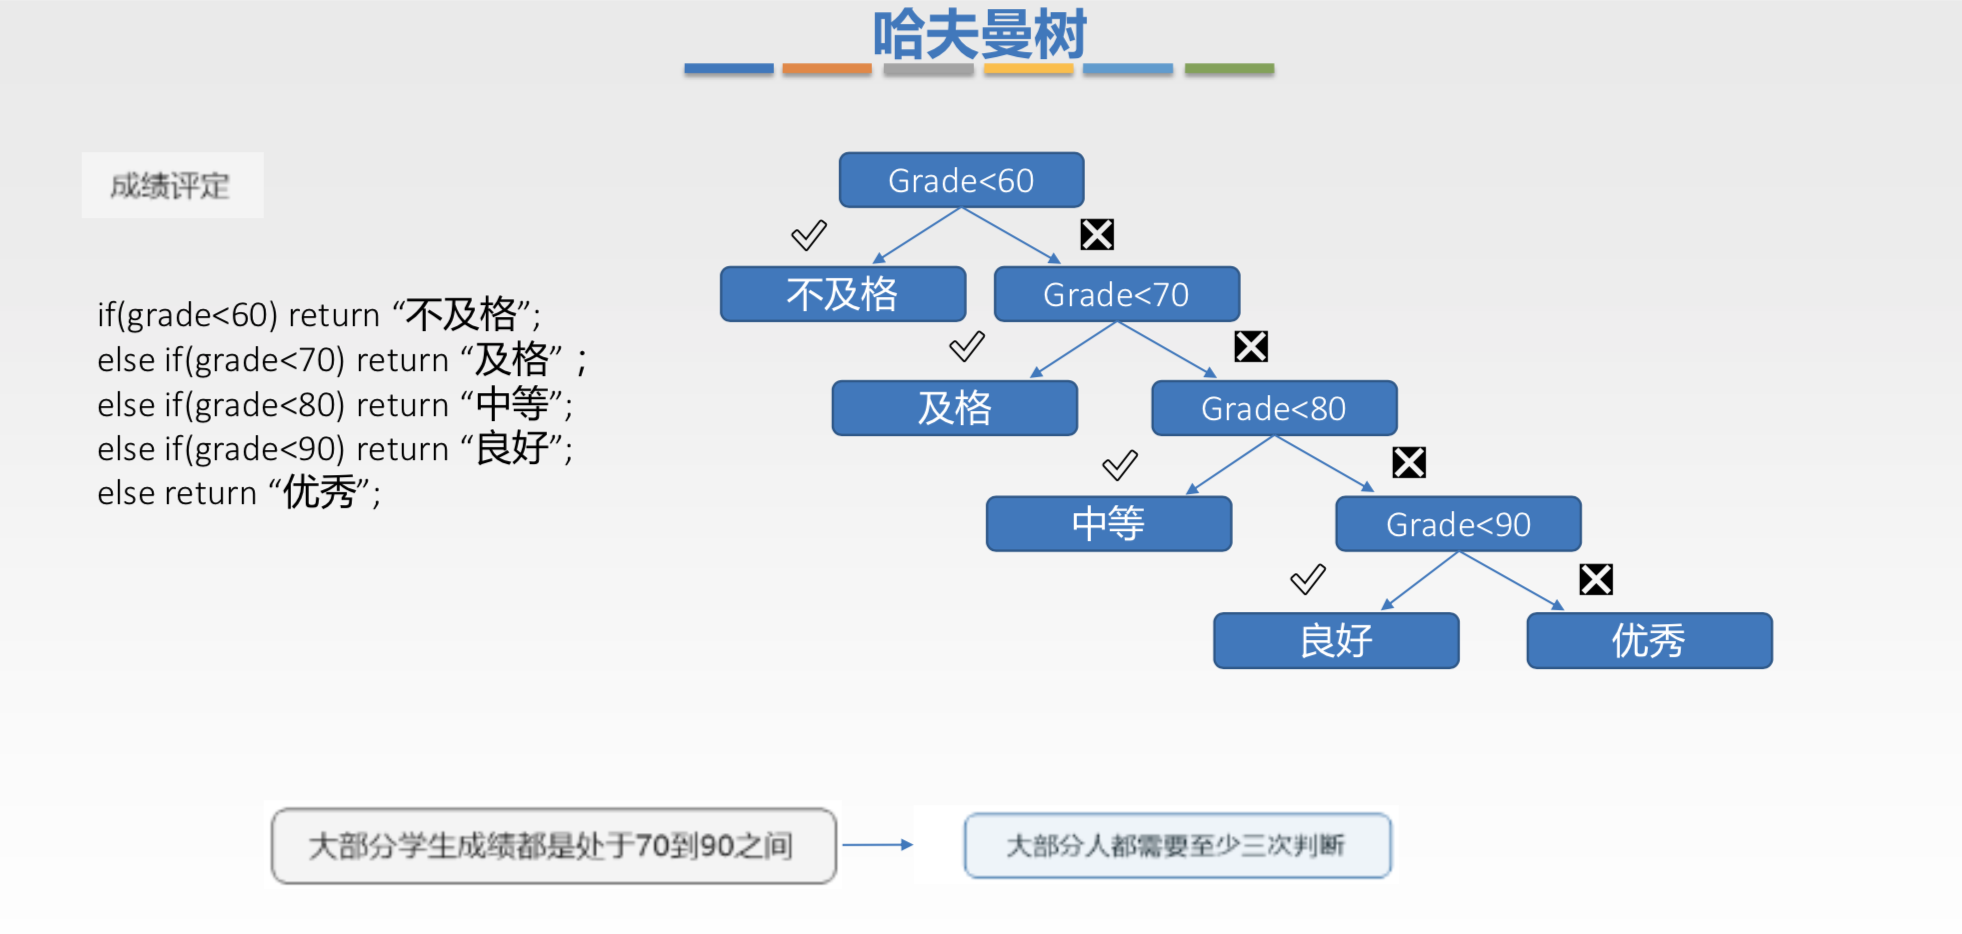 哈夫曼树
成绩评定
if(grade<60) return “不及格”;
else if(grade<70) return “及格” ;
else if(grade<80) return “中等”;
else if(grade<90) return “良好”;
else return “优秀”;
Grade<60
不及格
Grade<70
及格
Grade<80
中等
Grade<90
良好
优秀
大部分学生成绩都是处于70到90之间
大部分人都需要至少三次判断